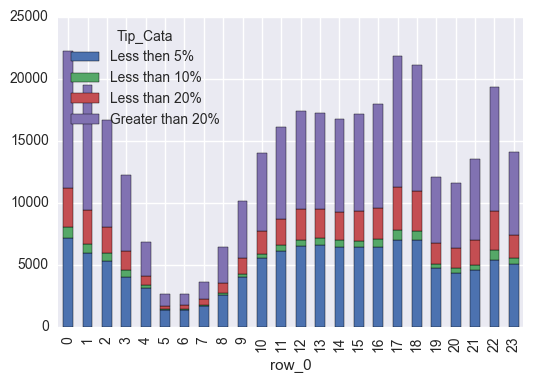 25000
20000
15000
10000
5000
0
Tip_Cata
Less then 5%
Less than 10%
Less than 20%
Greater than 20%
0 1 2 3 4 5 6 7 8 9 10 11 12 13 14 15 16 17 18 19 20 21 22 23
row_0